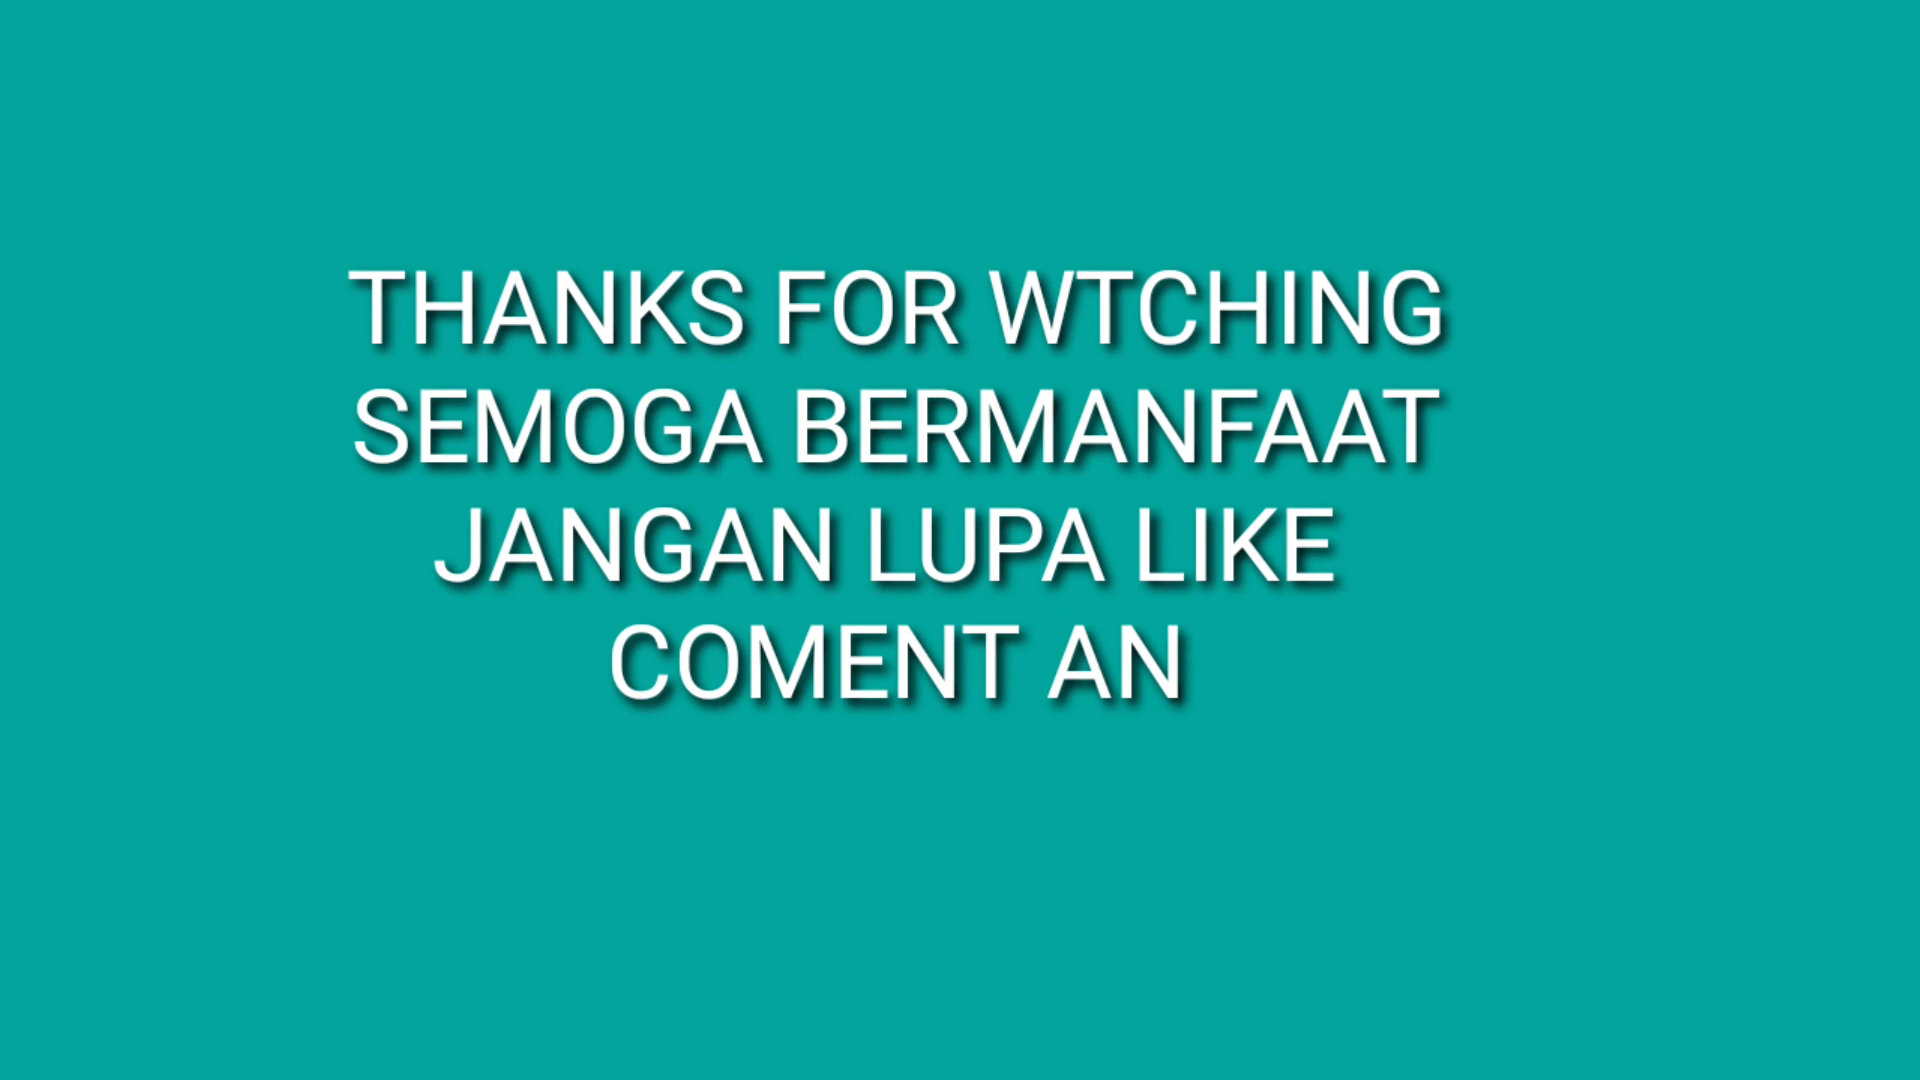 THANKS FOR WTCHING
SEMOGA BERMANFAAT
JANGAN LUPA LIKE
COMENT AN